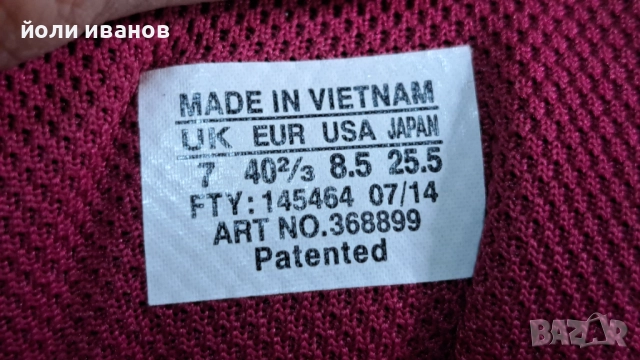 йоли иванов
MADE IN VIETNAM
UK EUR USA JAPAN
7 40²/₃ 8.5 25.5
FTY: 145464 07/14
ART NO.368899
Patented
BAZAR